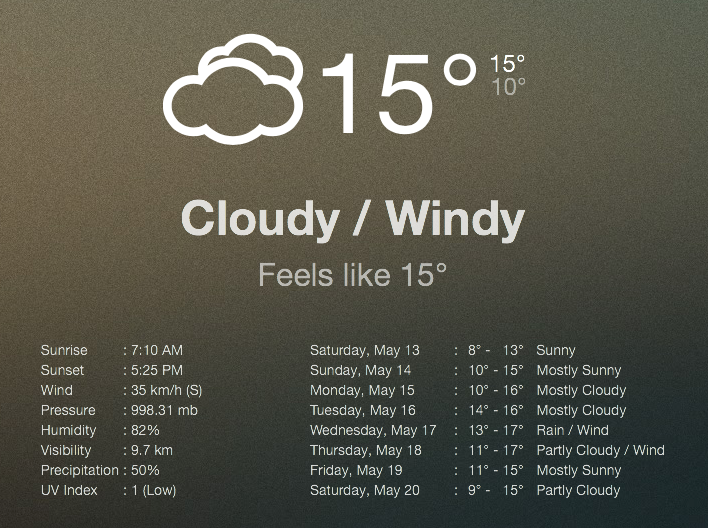 15° 15°
10°
Cloudy / Windy
Feels like 15°
Sunrise : 7:10 AM
Sunset : 5:25 PM
Wind : 35 km/h (S)
Pressure : 998.31 mb
Humidity : 82%
Visibility : 9.7 km
Precipitation : 50%
UV Index : 1 (Low)
Saturday, May 13 : 8° - 13° Sunny
Sunday, May 14 : 10° - 15° Mostly Sunny
Monday, May 15 : 10° - 16° Mostly Cloudy
Tuesday, May 16 : 14° - 16° Mostly Cloudy
Wednesday, May 17 : 13° - 17° Rain / Wind
Thursday, May 18 : 11° - 17° Partly Cloudy / Wind
Friday, May 19 : 11° - 15° Mostly Sunny
Saturday, May 20 : 9° - 15° Partly Cloudy